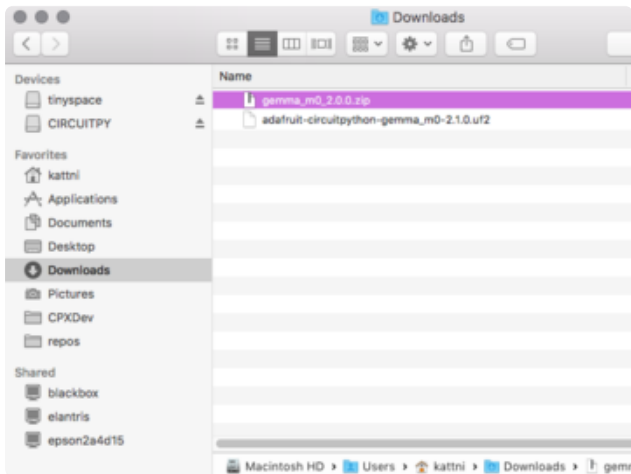 Downloads
Devices
tinyspace
CIRCUITPY
Favorites
kattni
Applications
Documents
Desktop
Downloads
Pictures
CPXDev
repos
Shared
blackbox
elantris
epson2a4d15
Name
gemma_m0_2.0.0.zip
adafruit-circuitpython-gemma_m0-2.1.0.uf2
Macintosh HD › Users › kattni › Downloads › gem